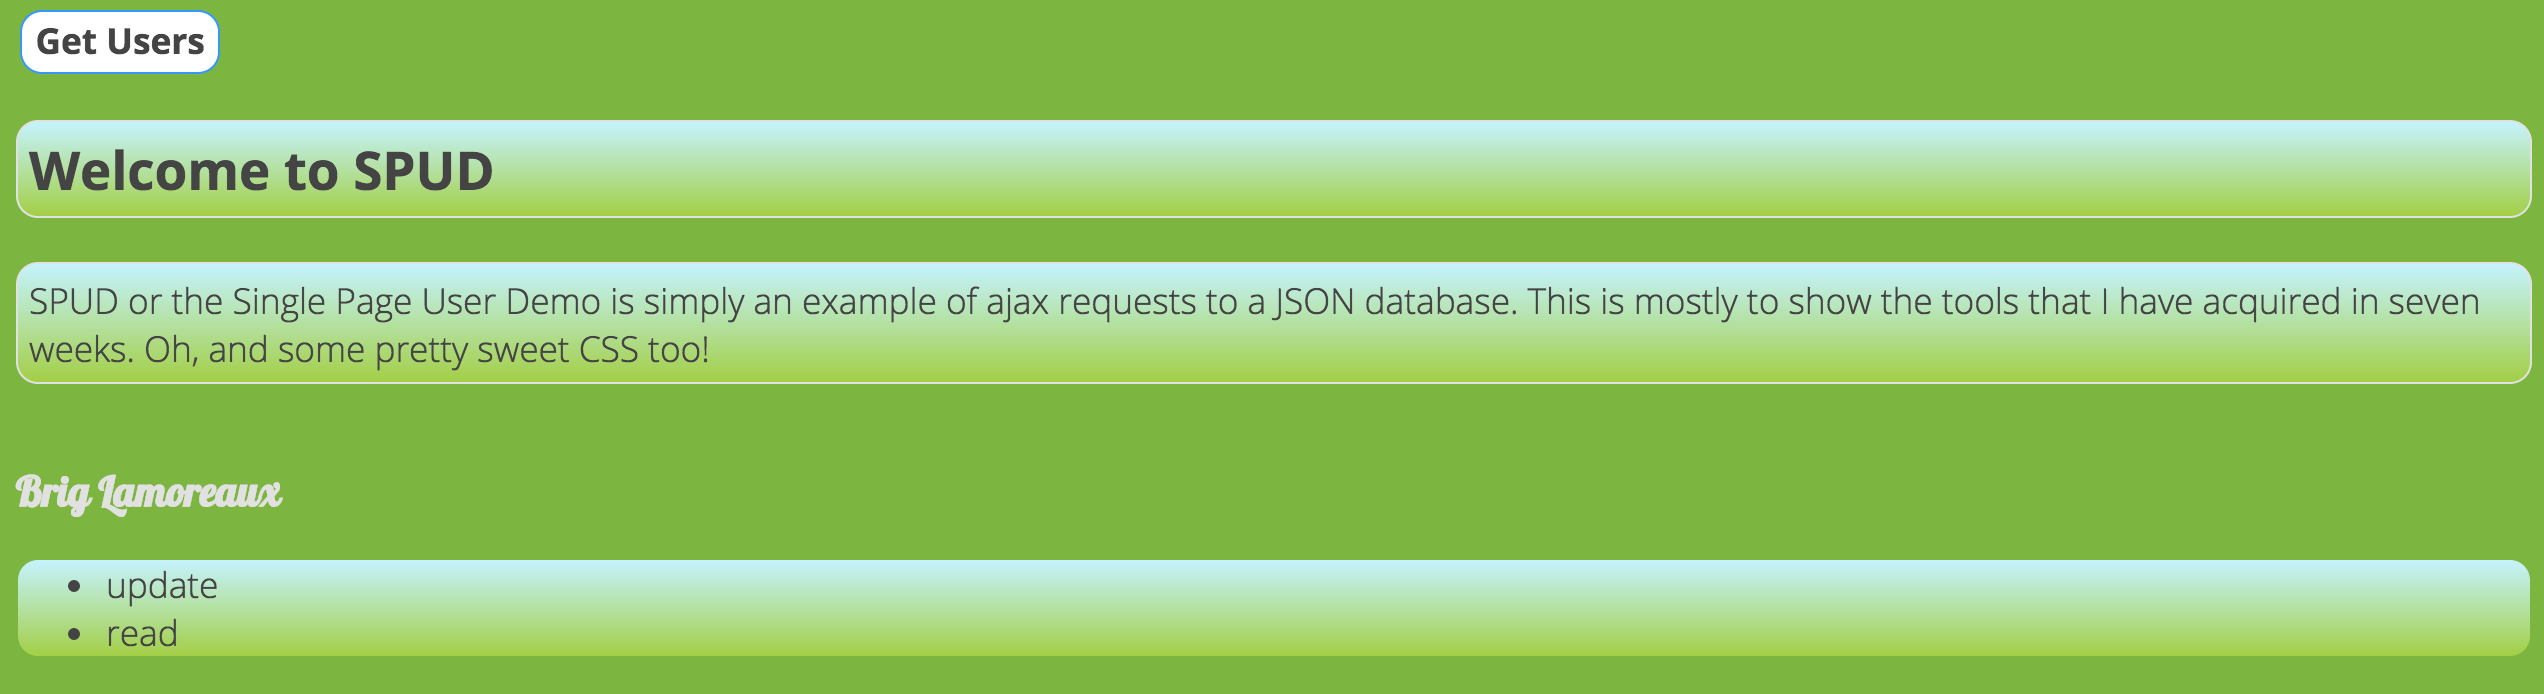 Get Users
Welcome to SPUD
SPUD or the Single Page User Demo is simply an example of ajax requests to a JSON database. This is mostly to show the tools that I have acquired in seven
weeks. Oh, and some pretty sweet CSS too!
Brig Lamoreaux
update
read